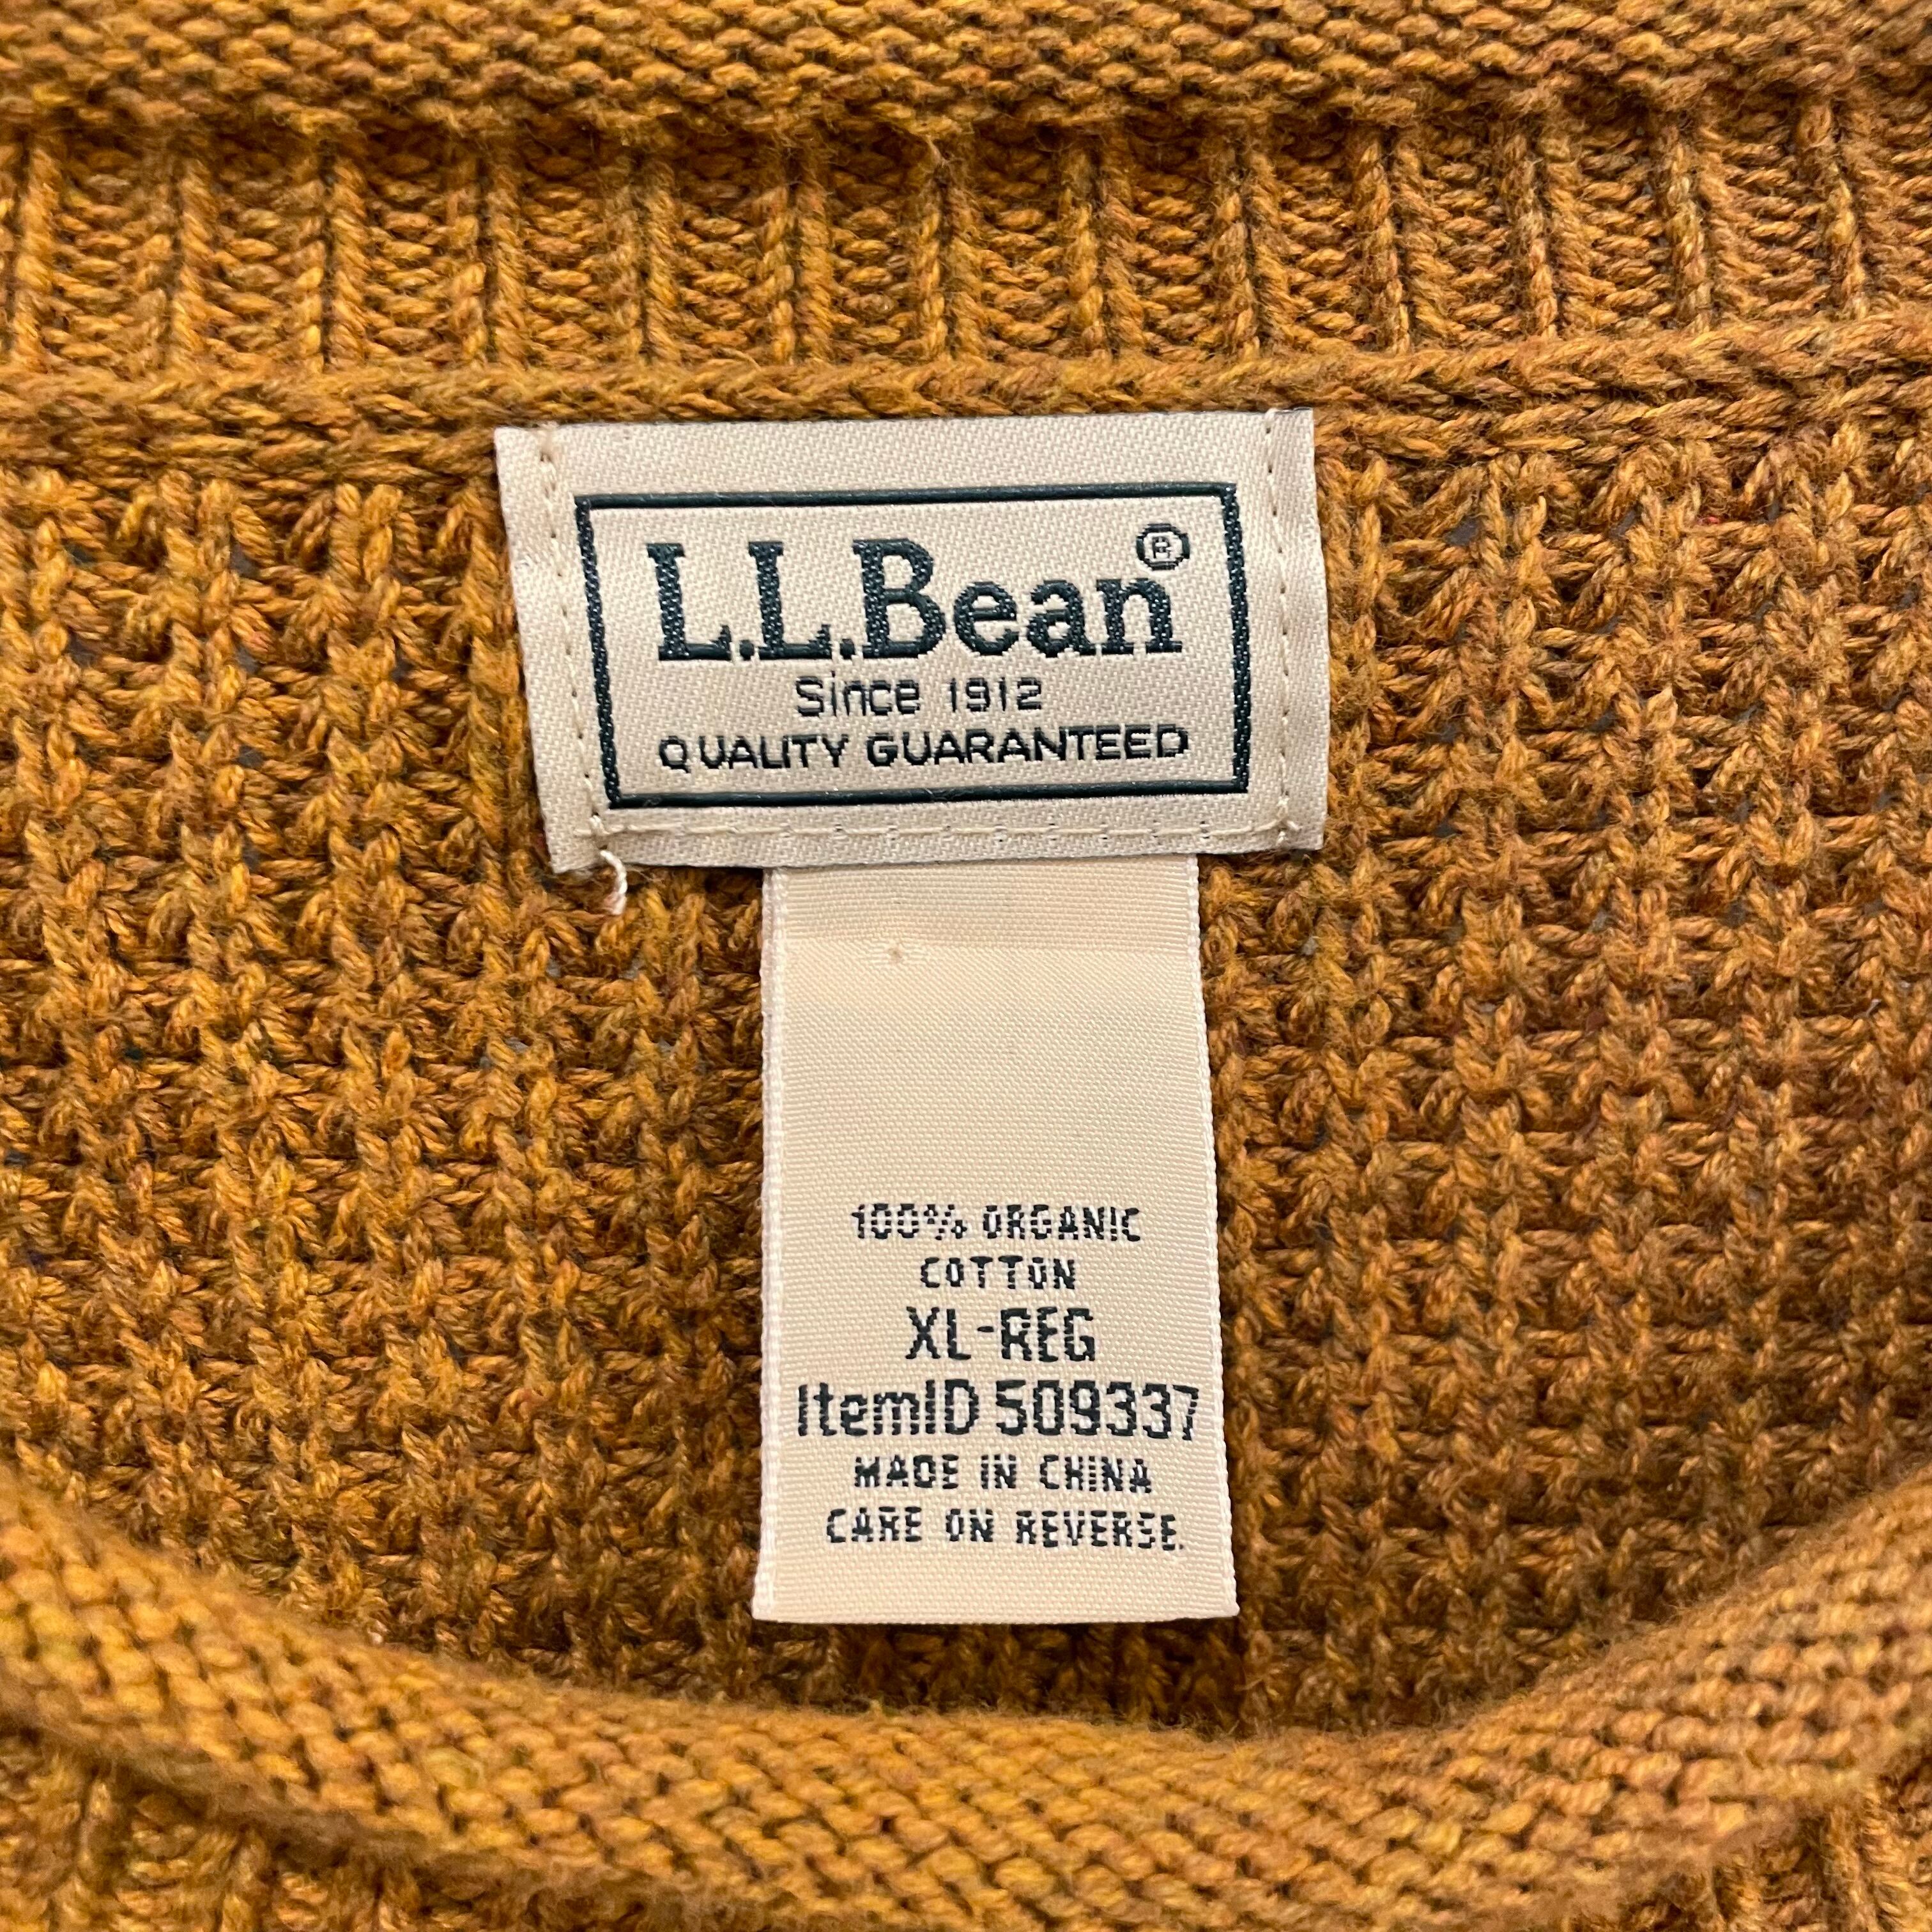 L.L.Bean®
Since 1912
QUALITY GUARANTEED
100% ORGANIC
COTTON
XL-REG
ItemID 509337
MADE IN CHINA
CARE ON REVERSE.